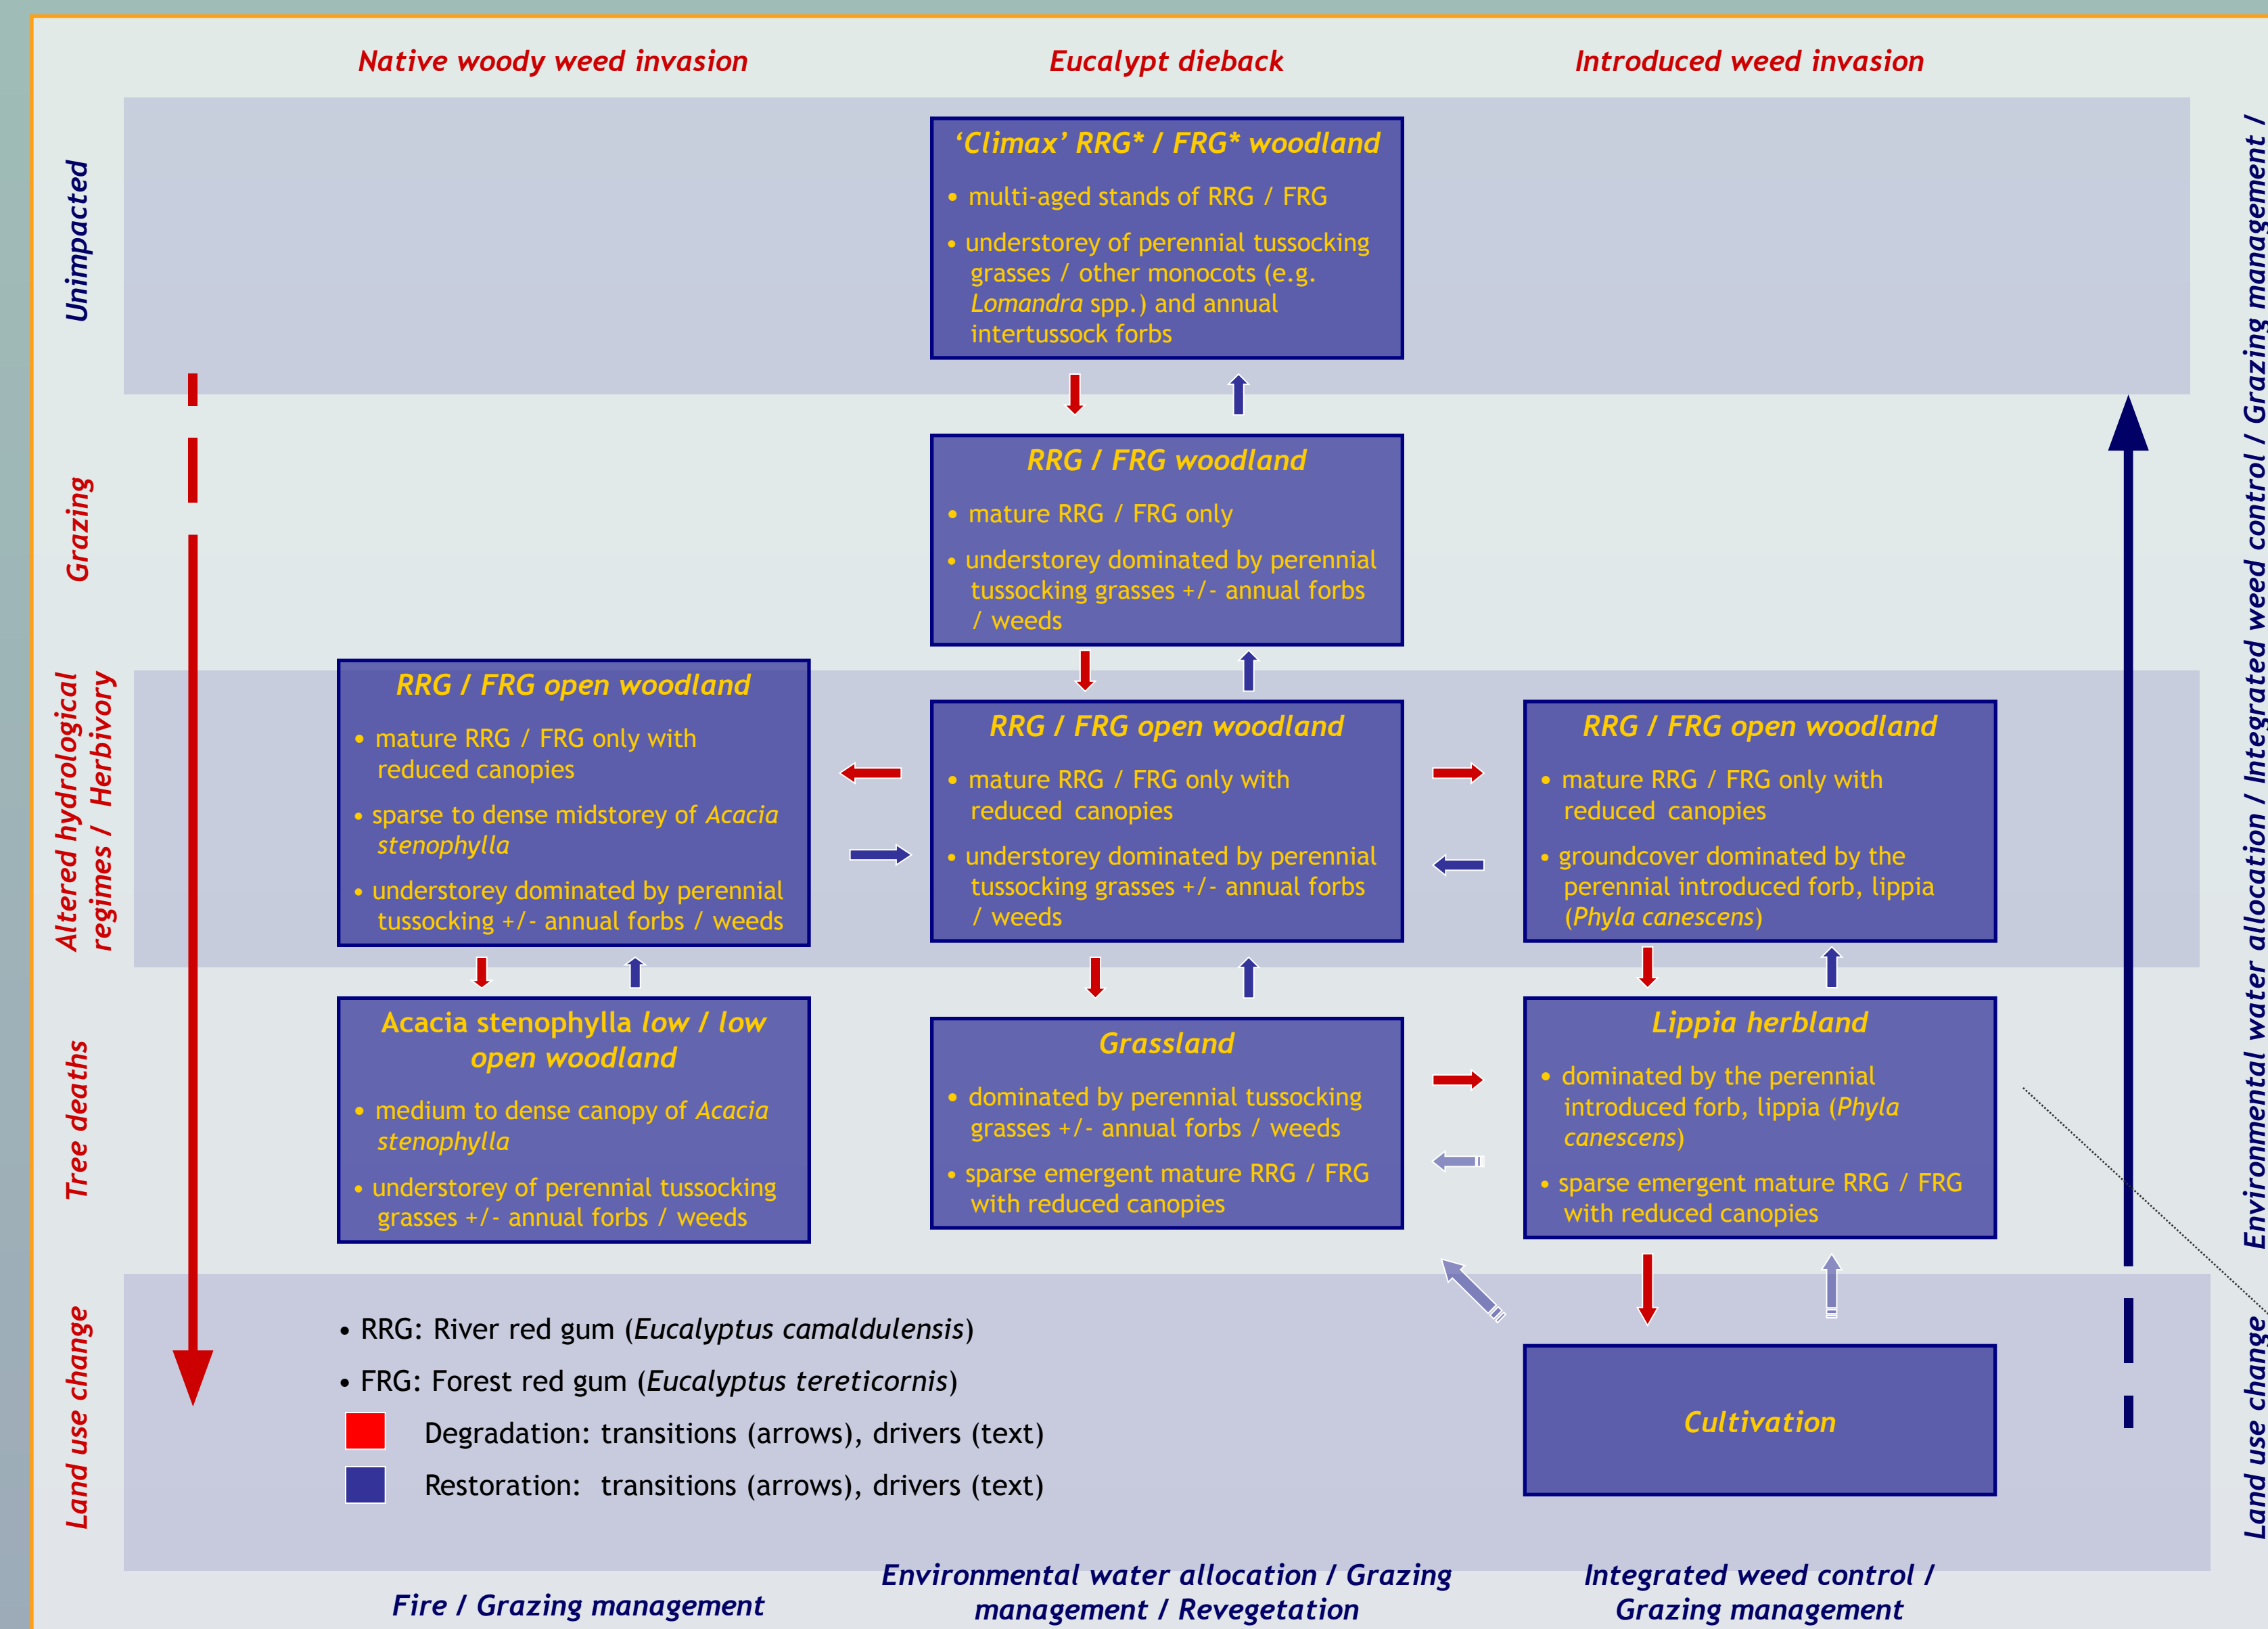 Native woody weed invasion
Eucalypt dieback
Introduced weed invasion
Unimpacted
‘Climax’ RRG* / FRG* woodland
• multi-aged stands of RRG / FRG
• understorey of perennial tussocking
grasses / other monocots (e.g.
Lomandra spp.) and annual
intertussock forbs
Grazing
RRG / FRG woodland
• mature RRG / FRG only
• understorey dominated by perennial
tussocking grasses +/- annual forbs
/ weeds
Altered hydrological
regimes / Herbivory
RRG / FRG open woodland
• mature RRG / FRG only with
reduced canopies
• sparse to dense midstorey of Acacia
stenophylla
• understorey dominated by perennial
tussocking +/- annual forbs / weeds
RRG / FRG open woodland
• mature RRG / FRG only with
reduced canopies
• understorey dominated by perennial
tussocking grasses +/- annual forbs
/ weeds
RRG / FRG open woodland
• mature RRG / FRG only with
reduced canopies
• groundcover dominated by the
perennial introduced forb, lippia
(Phyla canescens)
Tree deaths
Acacia stenophylla low / low
open woodland
• medium to dense canopy of Acacia
stenophylla
• understorey of perennial tussocking
grasses +/- annual forbs / weeds
Grassland
• dominated by perennial tussocking
grasses +/- annual forbs / weeds
• sparse emergent mature RRG / FRG
with reduced canopies
Lippia herbland
• dominated by the perennial
introduced forb, lippia (Phyla
canescens)
• sparse emergent mature RRG / FRG
with reduced canopies
Land use change
• RRG: River red gum (Eucalyptus camaldulensis)
• FRG: Forest red gum (Eucalyptus tereticornis)
Degradation: transitions (arrows), drivers (text)
Restoration: transitions (arrows), drivers (text)
Cultivation
Fire / Grazing management
Environmental water allocation / Grazing
management / Revegetation
Integrated weed control /
Grazing management
Land use change
Environmental water allocation / Integrated weed control / Grazing management /